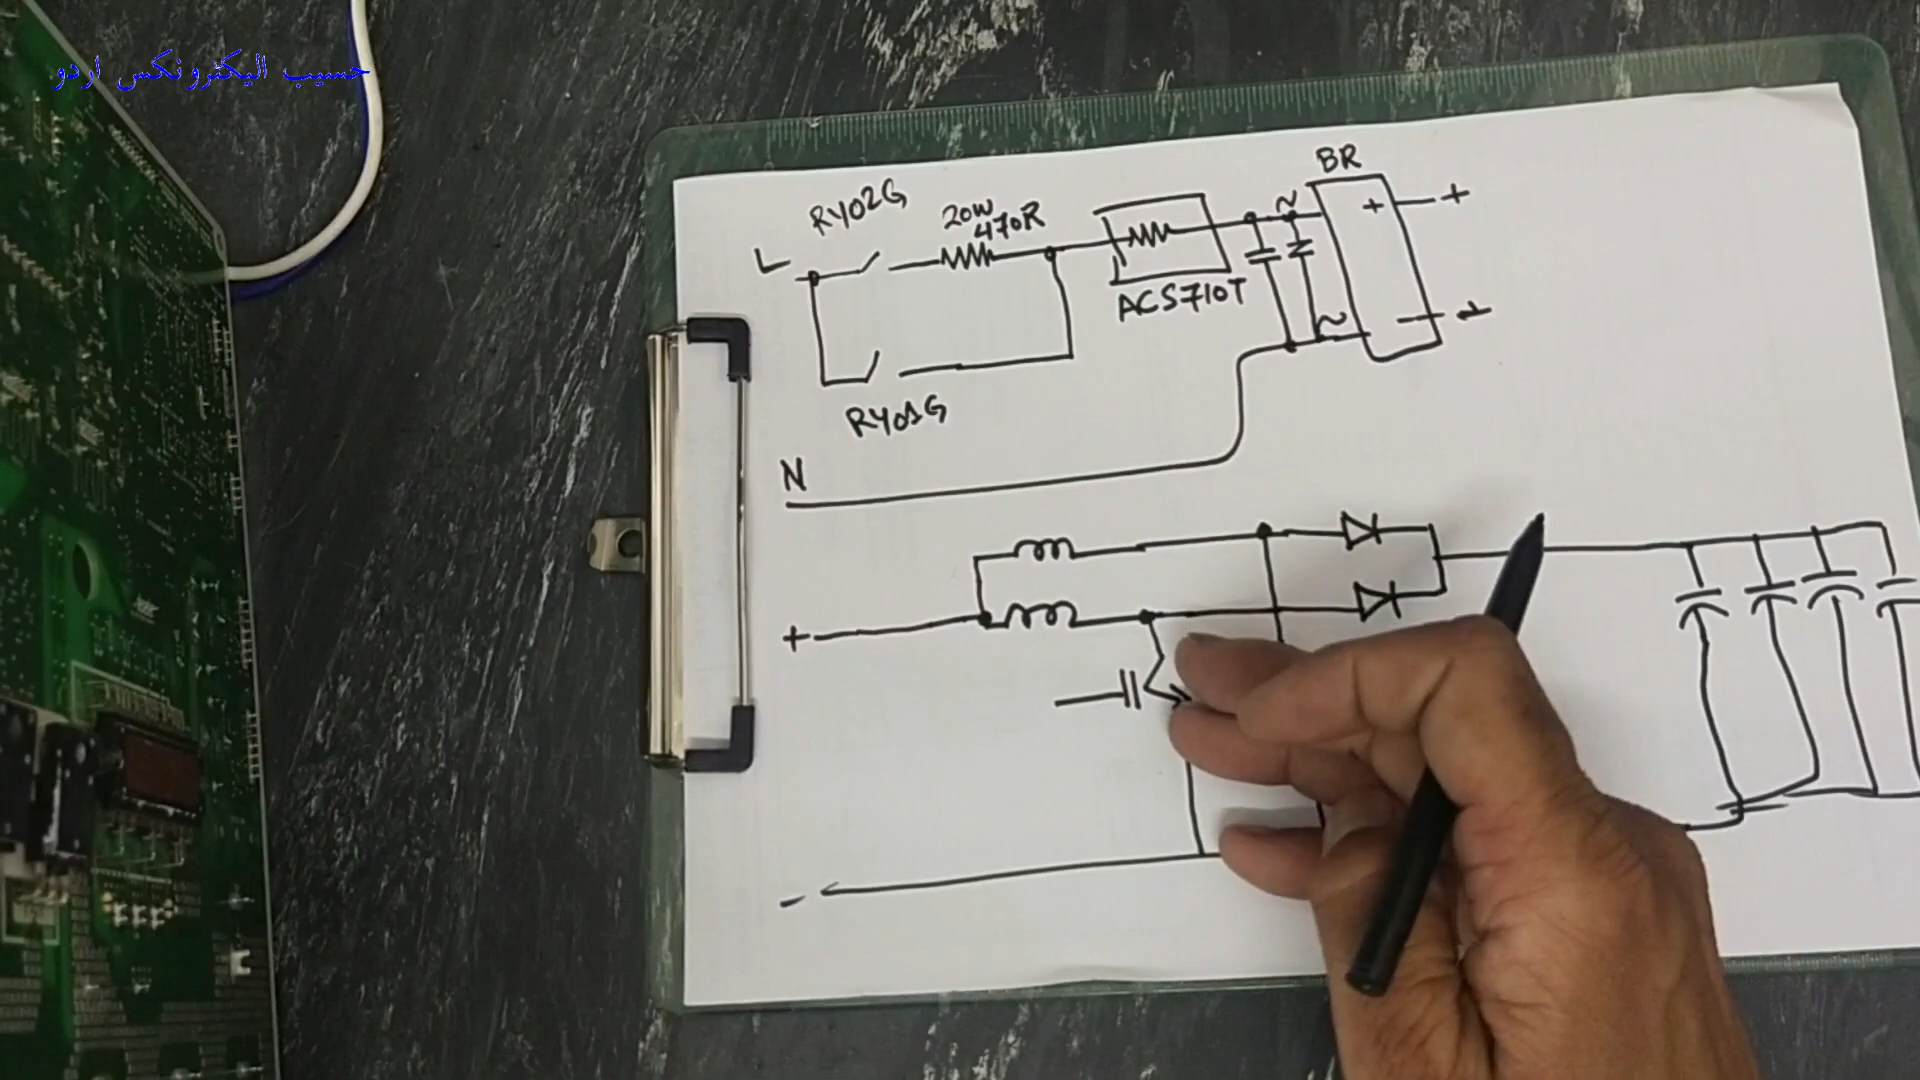 حسیب الیکٹرونکس اردو
BR
RY02G
20W
470R
L
~
+
+
ACS710T
~
-
-
RY01G
N
+
-